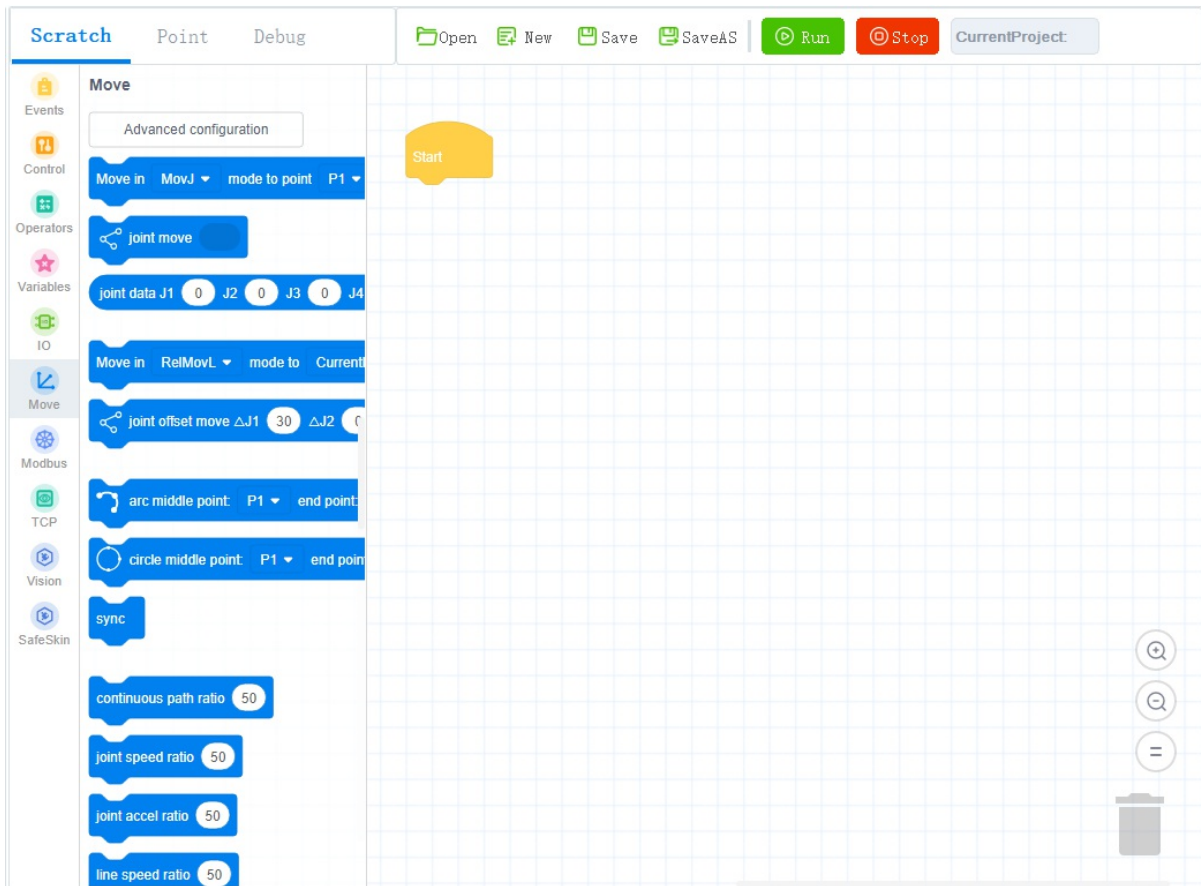 Scratch Point Debug Open New Save SaveAS Run Stop CurrentProject:
Events
Control
Operators
Variables
IO
Move
Modbus
TCP
Vision
SafeSkin
Move
Advanced configuration
Move in MovJ mode to point P1
joint move
joint data J1 0 J2 0 J3 0 J4
Move in RelMovL mode to
joint offset move △J1 30 △J2
arc middle point: P1 end point:
circle middle point: P1 end
sync
continuous path ratio 50
joint speed ratio 50
joint accel ratio 50
line speed ratio 50
Start